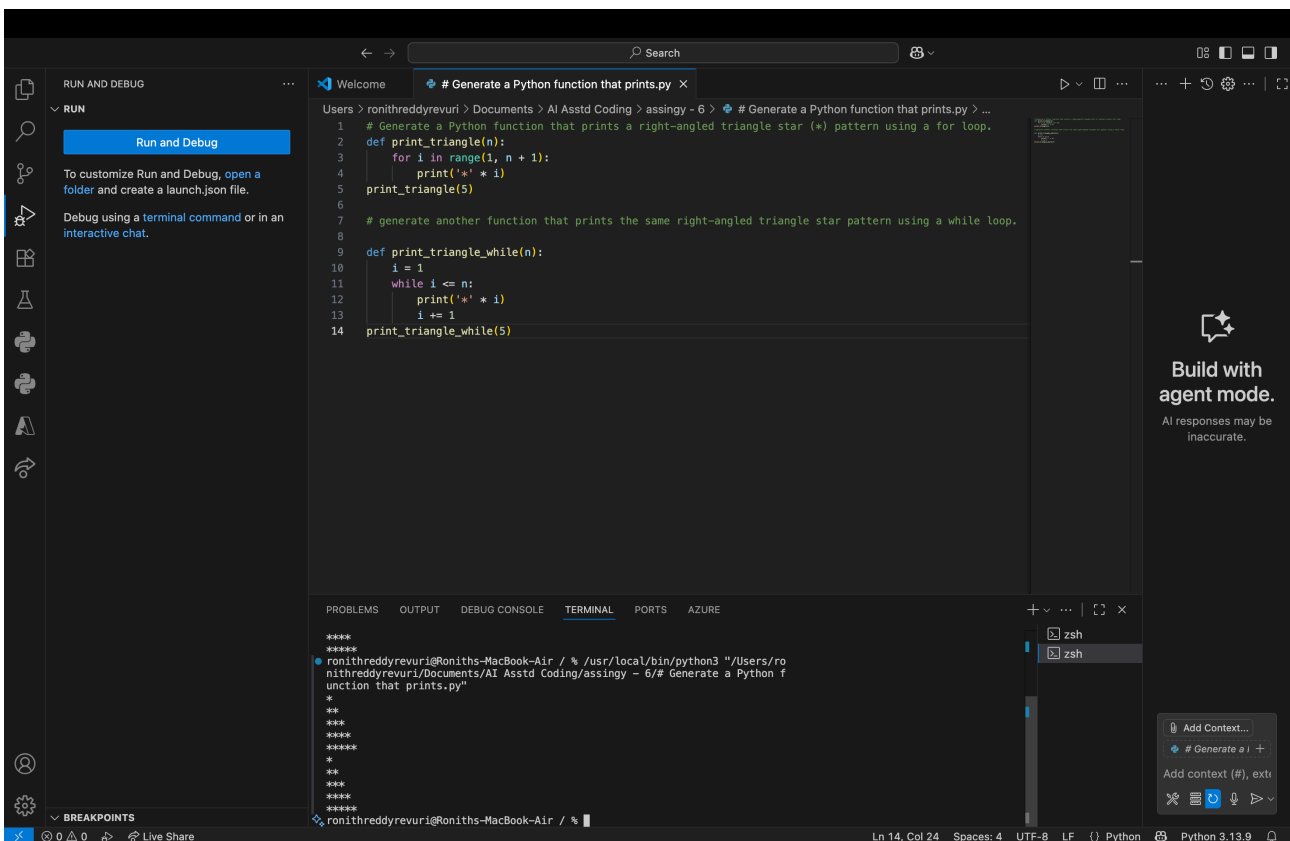 Search
RUN AND DEBUG
RUN
Run and Debug
To customize Run and Debug, open a
folder and create a launch.json file.
Debug using a terminal command or in an
interactive chat.
BREAKPOINTS
Welcome
# Generate a Python function that prints.py
Users > ronithreddyrevuri > Documents > AI Asstd Coding > assingy - 6 > # Generate a Python function that prints.py > ...
1 # Generate a Python function that prints a right-angled triangle star (*) pattern using a for loop.
2 def print_triangle(n):
3 for i in range(1, n + 1):
4 print('*' * i)
5 print_triangle(5)
6
7 # generate another function that prints the same right-angled triangle star pattern using a while loop.
8
9 def print_triangle_while(n):
10 i = 1
11 while i <= n:
12 print('*' * i)
13 i += 1
14 print_triangle_while(5)
PROBLEMS OUTPUT DEBUG CONSOLE TERMINAL PORTS AZURE
****
*****
ronithreddyrevuri@Roniths-MacBook-Air / % /usr/local/bin/python3 "/Users/ro
nithreddyrevuri/Documents/AI Asstd Coding/assingy - 6/# Generate a Python f
unction that prints.py"
*
**
***
****
*****
*
**
***
****
*****
ronithreddyrevuri@Roniths-MacBook-Air / %
zsh
zsh
Build with
agent mode.
AI responses may be
inaccurate.
Add Context...
# Generate a
Add context (#), exte
0 0 Live Share
Ln 14, Col 24 Spaces: 4 UTF-8 LF {} Python Python 3.13.9